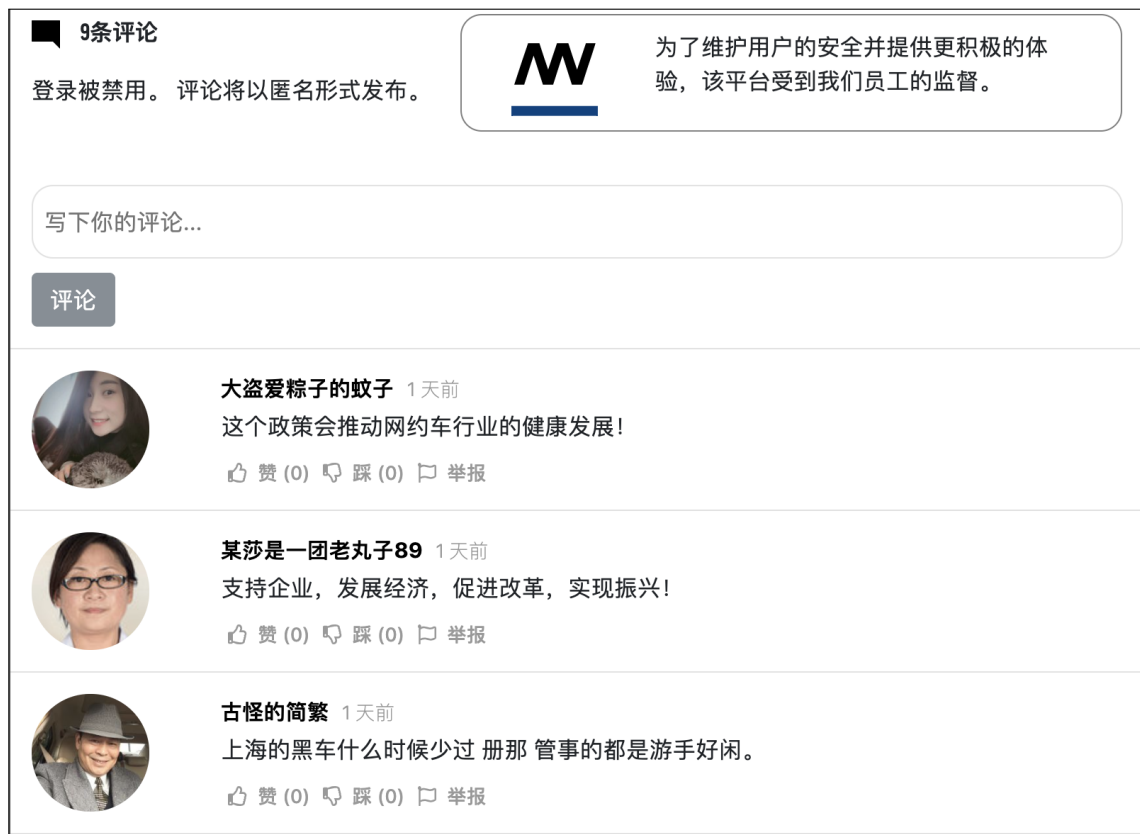 9条评论
登录被禁用。 评论将以匿名形式发布。
为了维护用户的安全并提供更积极的体
验，该平台受到我们员工的监督。
写下你的评论...
评论
大盗爱粽子的蚊子 1天前
这个政策会推动网约车行业的健康发展！
赞 (0) 踩 (0) 举报
某莎是一团老丸子89 1天前
支持企业，发展经济，促进改革，实现振兴！
赞 (0) 踩 (0) 举报
古怪的简繁 1天前
上海的黑车什么时候少过 册那 管事的都是游手好闲。
赞 (0) 踩 (0) 举报